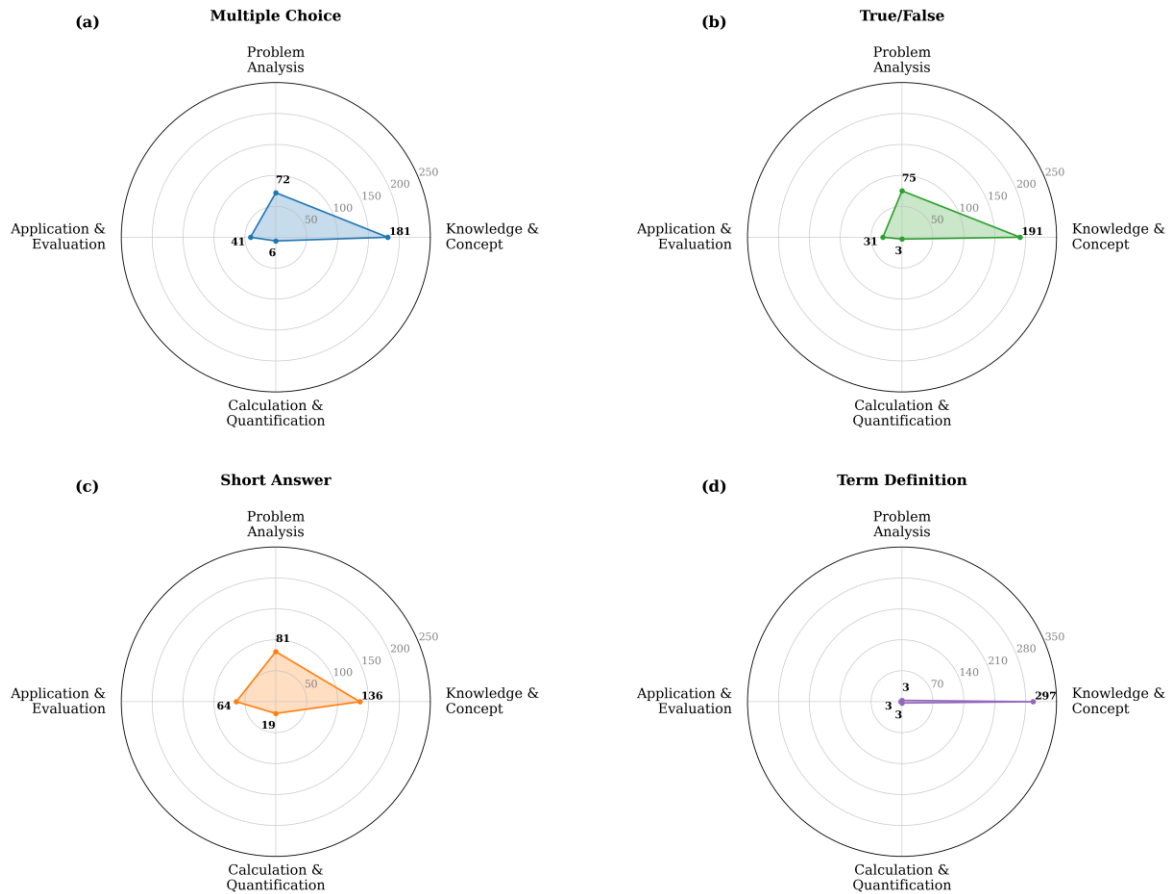 (a)
Multiple Choice
Problem
Analysis
250
200
150
100
50
72
181
41
6
Application &
Evaluation
Knowledge &
Concept
Calculation &
Quantification
(b)
True/False
Problem
Analysis
250
200
150
100
50
75
191
31
3
Application &
Evaluation
Knowledge &
Concept
Calculation &
Quantification
(c)
Short Answer
Problem
Analysis
250
200
150
100
50
81
136
64
19
Application &
Evaluation
Knowledge &
Concept
Calculation &
Quantification
(d)
Term Definition
Problem
Analysis
350
280
210
140
70
3
297
3
3
Application &
Evaluation
Knowledge &
Concept
Calculation &
Quantification